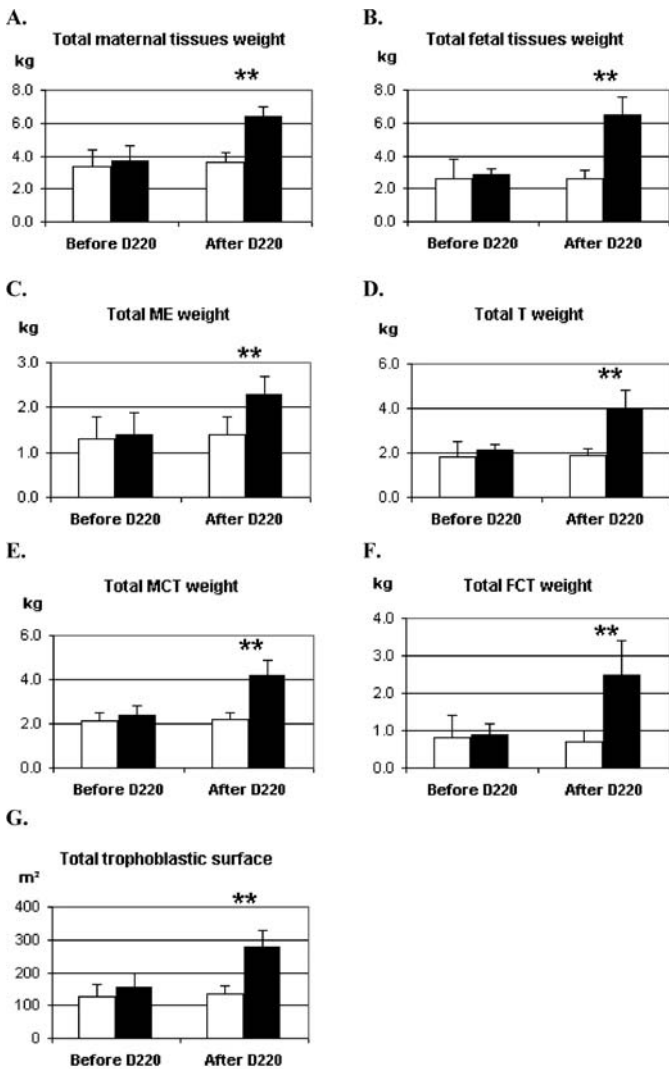 A.
Total maternal tissues weight
kg
**
8.0
6.0
4.0
2.0
0.0
Before D220 After D220
B.
Total fetal tissues weight
kg
**
8.0
6.0
4.0
2.0
0.0
Before D220 After D220
C.
Total ME weight
kg
**
3.0
2.0
1.0
0.0
Before D220 After D220
D.
Total T weight
kg
**
6.0
4.0
2.0
0.0
Before D220 After D220
E.
Total MCT weight
kg
**
6.0
4.0
2.0
0.0
Before D220 After D220
F.
Total FCT weight
kg
**
4.0
3.0
2.0
1.0
0.0
Before D220 After D220
G.
Total trophoblastic surface
m²
**
400
300
200
100
0
Before D220 After D220